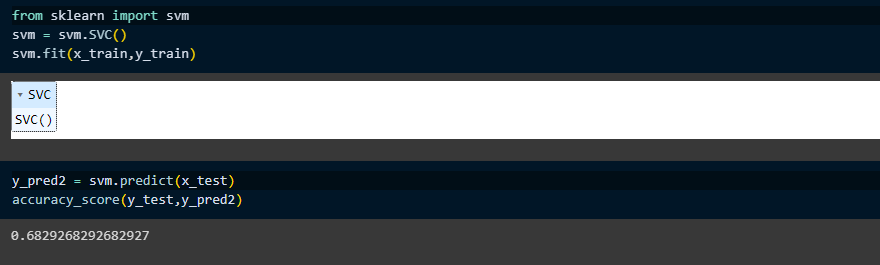 from sklearn import svm
svm = svm.SVC()
svm.fit(x_train,y_train)
▾ SVC
SVC()
y_pred2 = svm.predict(x_test)
accuracy_score(y_test,y_pred2)
0.6829268292682927